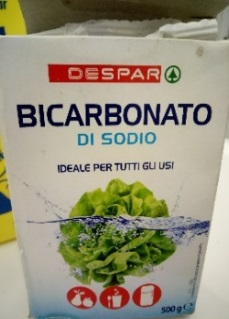 DESPAR
BICARBONATO
DI SODIO
IDEALE PER TUTTI GLI USI
500 g ℮